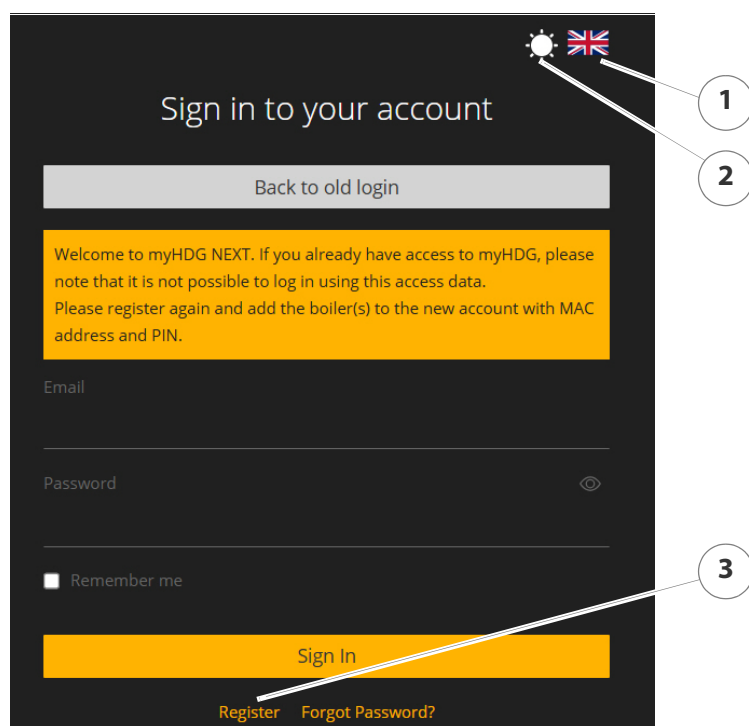 1
Sign in to your account
2
Back to old login
Welcome to myHDG NEXT. If you already have access to myHDG, please
note that it is not possible to log in using this access data.
Please register again and add the boiler(s) to the new account with MAC
address and PIN.
Email
Password
3
Remember me
Sign In
Register Forgot Password?